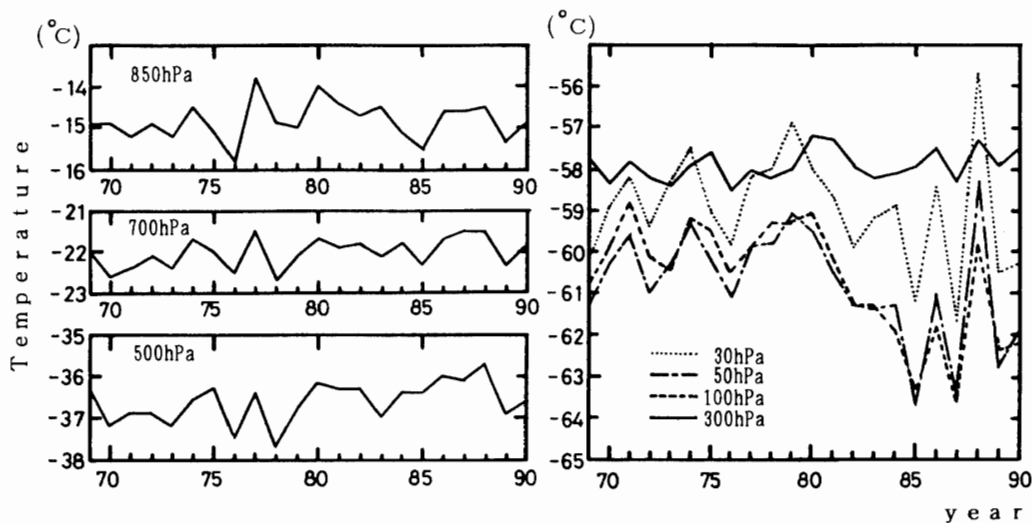 (°C)
850hPa
-14
-15
-16
70 75 80 85 90
-21
700hPa
-22
-23
70 75 80 85 90
-35
500hPa
-36
-37
-38
70 75 80 85 90
Temperature
(°C)
-55
-56
-57
-58
-59
-60
-61
-62
-63
-64
-65
30hPa
50hPa
100hPa
300hPa
70 75 80 85 90
year